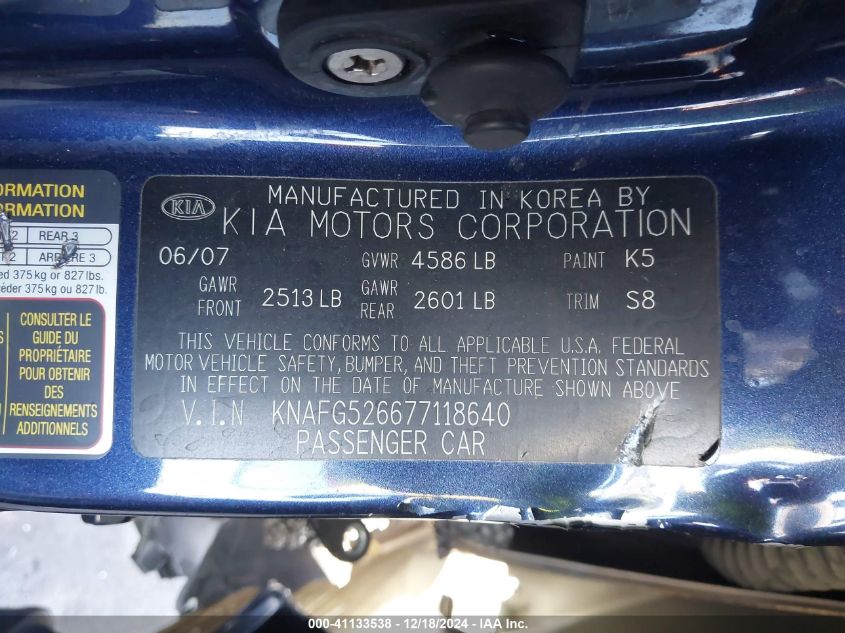 ORMATION
ORMATION
2 REAR 3
2 ARRIERE 3
ed 375 kg or 827 lbs.
céder 375 kg ou 827 lb.
CONSULTER LE
GUIDE DU
PROPRIÉTAIRE
POUR OBTENIR
DES
RENSEIGNEMENTS
ADDITIONNELS
KIA
MANUFACTURED IN KOREA BY
KIA MOTORS CORPORATION
06/07 GVWR 4586 LB PAINT K5
GAWR FRONT 2513 LB GAWR REAR 2601 LB TRIM S8
THIS VEHICLE CONFORMS TO ALL APPLICABLE U.S.A. FEDERAL
MOTOR VEHICLE SAFETY, BUMPER, AND THEFT PREVENTION STANDARDS
IN EFFECT ON THE DATE OF MANUFACTURE SHOWN ABOVE
V.I.N KNAFG526677118640
PASSENGER CAR
000-41133538 - 12/18/2024 - IAA Inc.